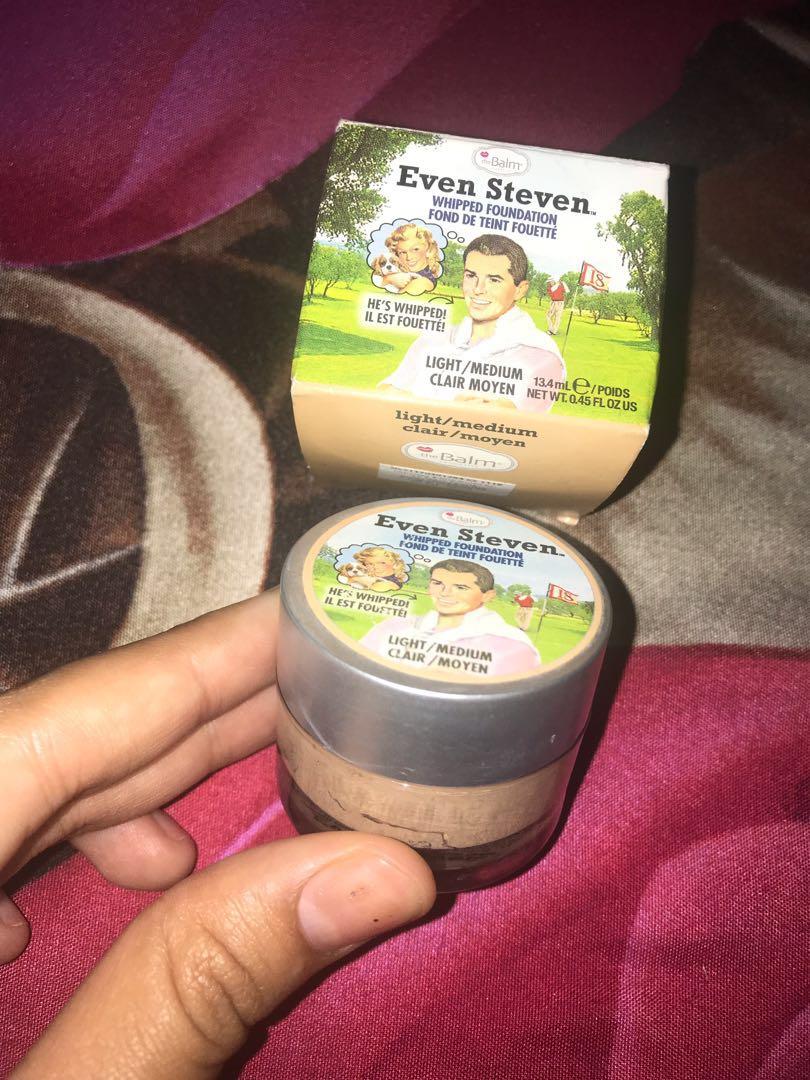 theBalm
Even Steven™
WHIPPED FOUNDATION
FOND DE TEINT FOUETTÉ
HE'S WHIPPED!
IL EST FOUETTÉ!
LIGHT/MEDIUM
CLAIR MOYEN
13.4 mL e / POIDS
NET WT. 0.45 FL OZ US
light/medium
clair/moyen
theBalm
theBalm
Even Steven™
WHIPPED FOUNDATION
FOND DE TEINT FOUETTÉ
HE'S WHIPPED!
IL EST FOUETTÉ!
LIGHT/MEDIUM
CLAIR/MOYEN